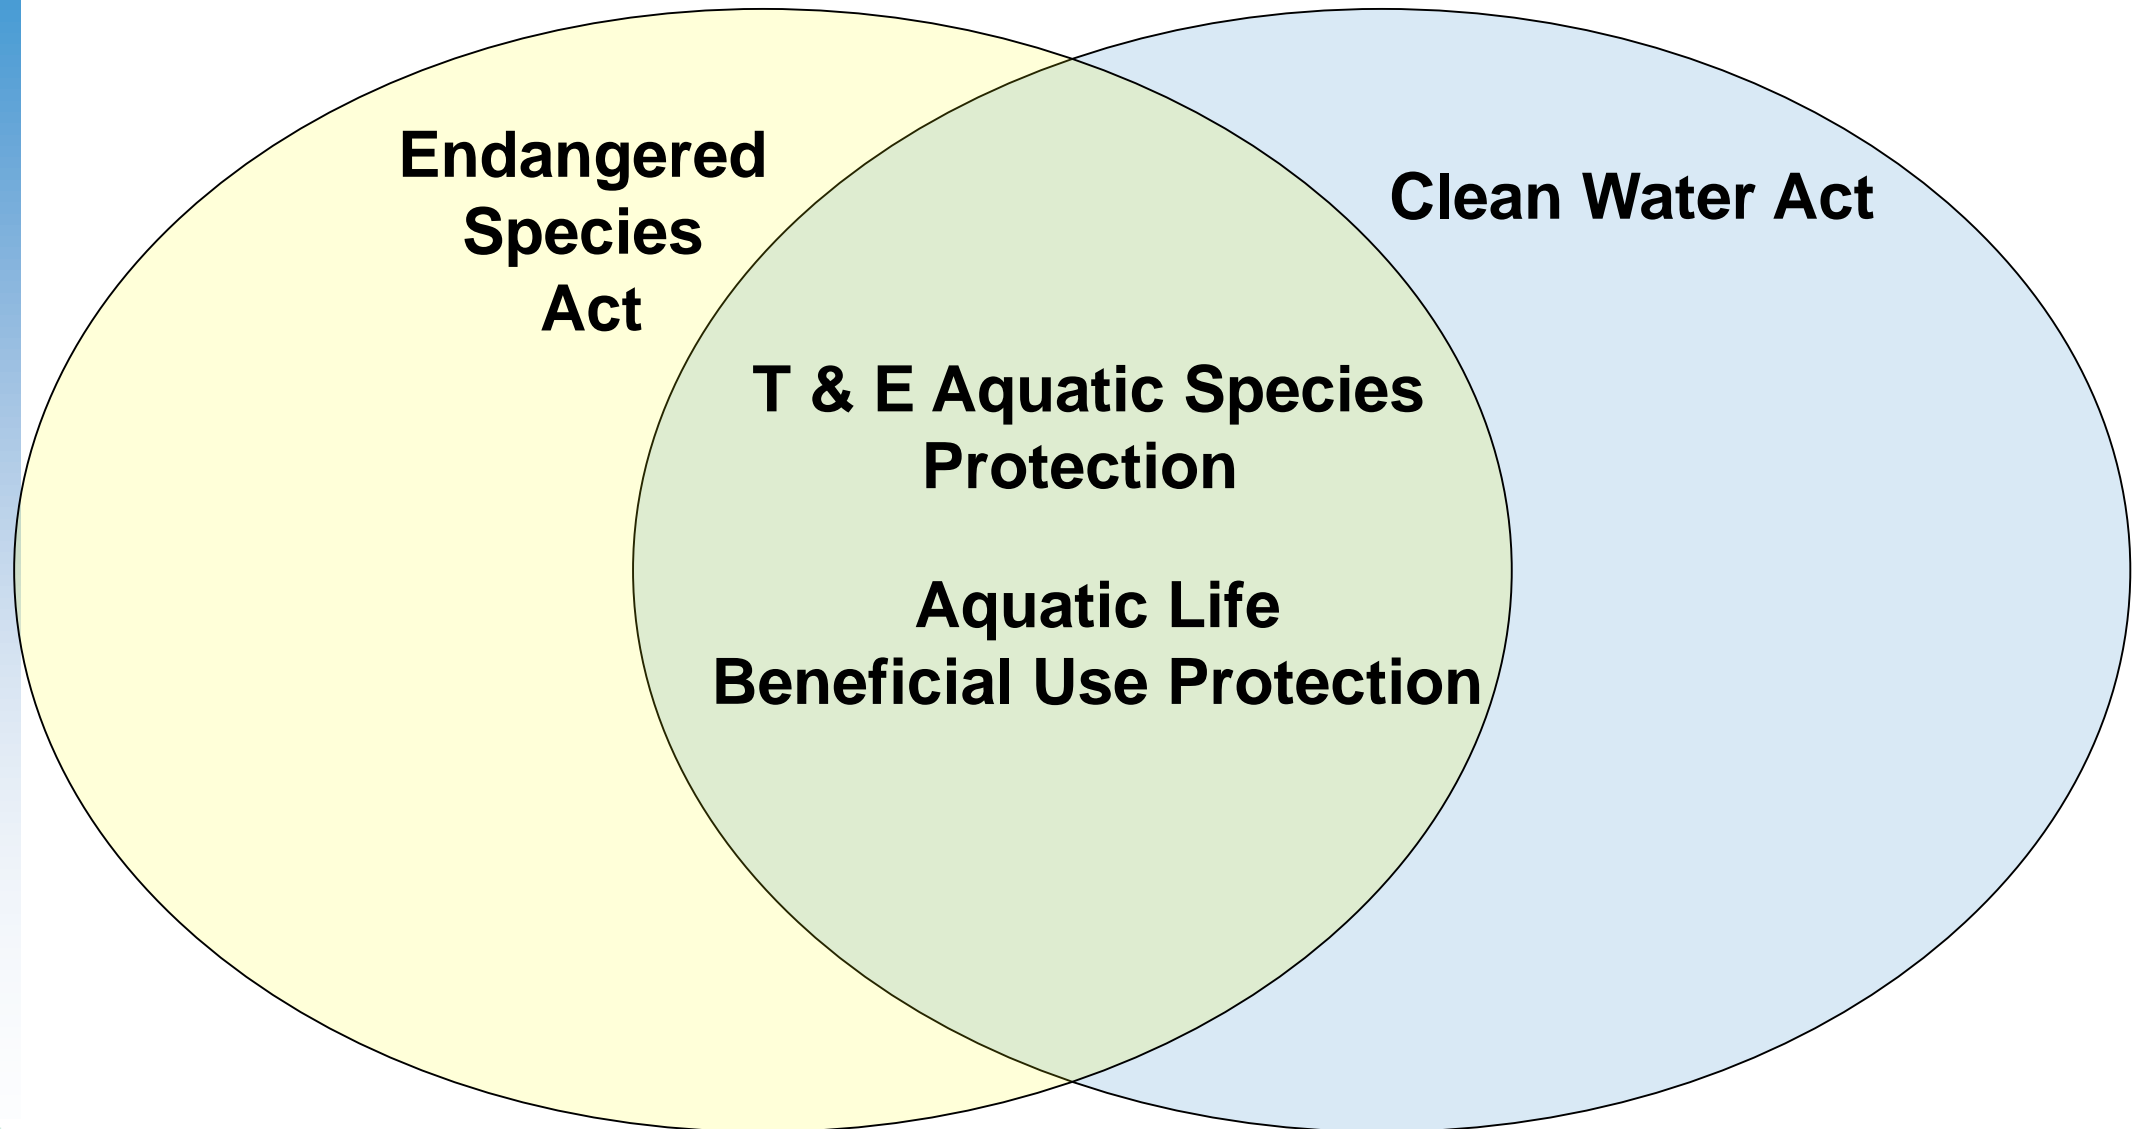 Endangered
Species
Act
Clean Water Act
T & E Aquatic Species
Protection
Aquatic Life
Beneficial Use Protection